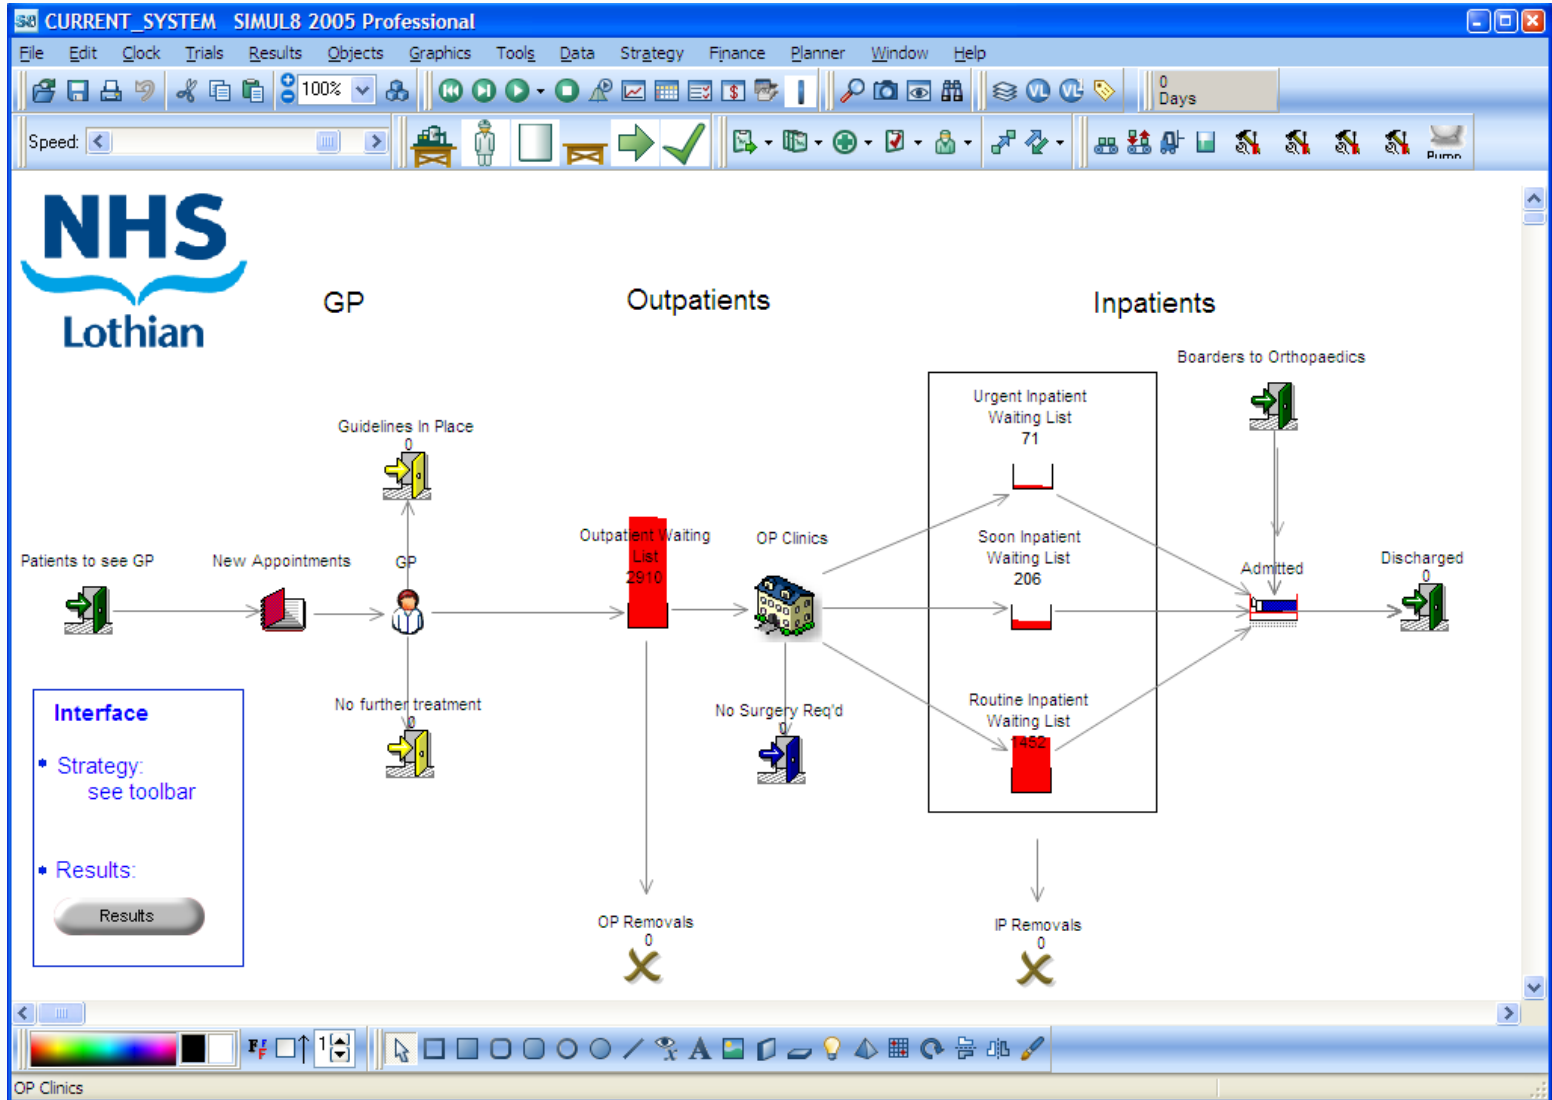 CURRENT_SYSTEM SIMUL8 2005 Professional
File Edit Clock Trials Results Objects Graphics Tools Data Strategy Finance Planner Window Help
100%
0
Days
Speed:
Pump
NHS
Lothian
GP
Outpatients
Inpatients
Boarders to Orthopaedics
Urgent Inpatient
Waiting List
71
Guidelines In Place
0
Patients to see GP
New Appointments
GP
Outpatient Waiting
List
2910
OP Clinics
Soon Inpatient
Waiting List
206
Admitted
Discharged
0
No further treatment
0
No Surgery Req'd
0
Routine Inpatient
Waiting List
1452
Interface
Strategy:
see toolbar
Results:
Results
OP Removals
0
IP Removals
0
1
OP Clinics